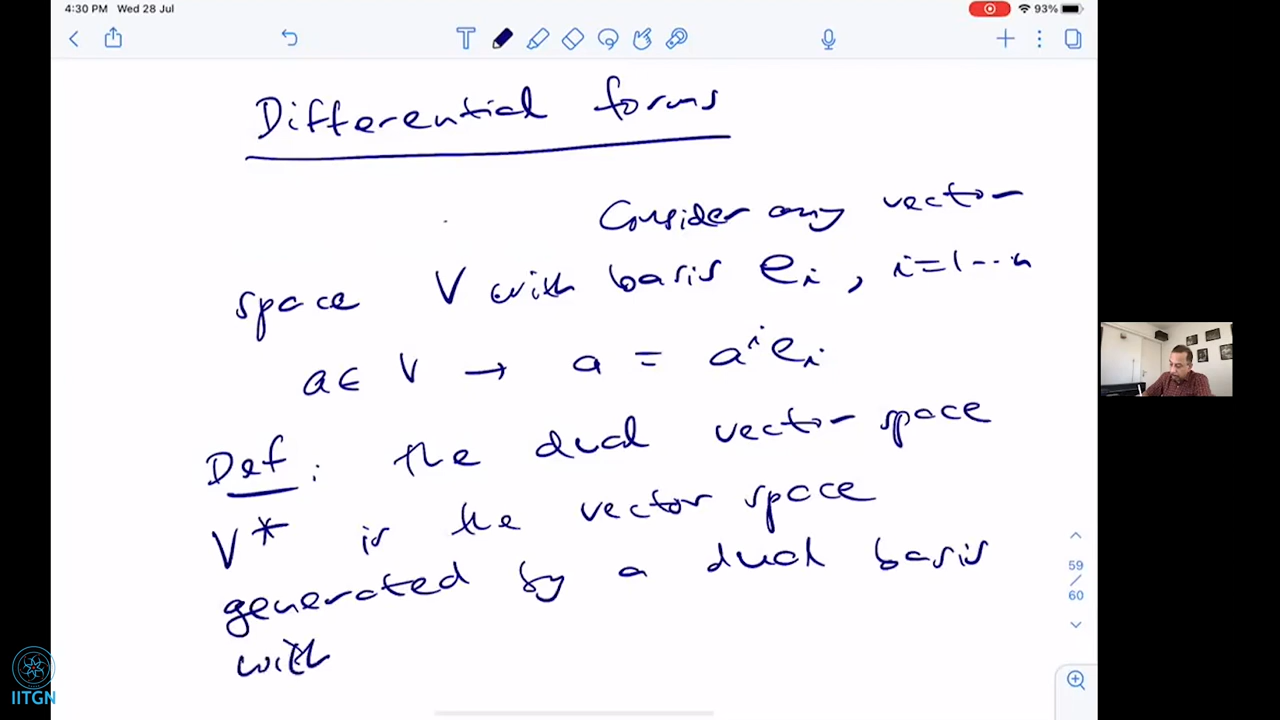 4:30 PM Wed 28 Jul
93%
Differential forms
Consider any vector
space V with basis eᵢ, i=1---n
a∈ V → a = aⁱeᵢ
Def: the dual vector space
V* is the vector space
generated by a dual basis
with
59
/
60
IITGN